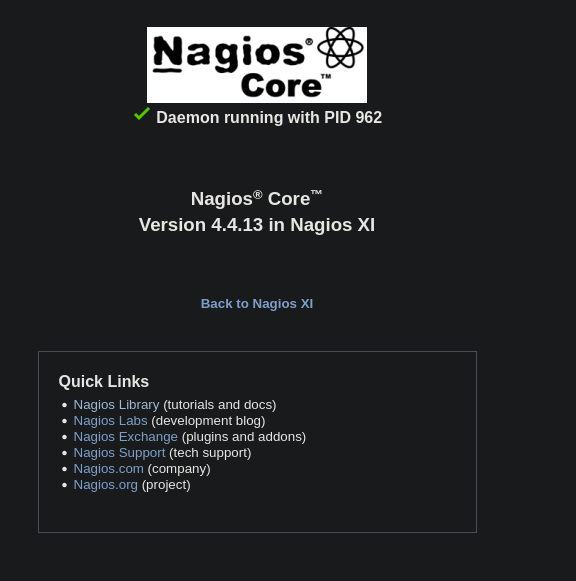 Nagios®
Core™
Daemon running with PID 962
Nagios® Core™
Version 4.4.13 in Nagios XI
Back to Nagios XI
Quick Links
• Nagios Library (tutorials and docs)
• Nagios Labs (development blog)
• Nagios Exchange (plugins and addons)
• Nagios Support (tech support)
• Nagios.com (company)
• Nagios.org (project)